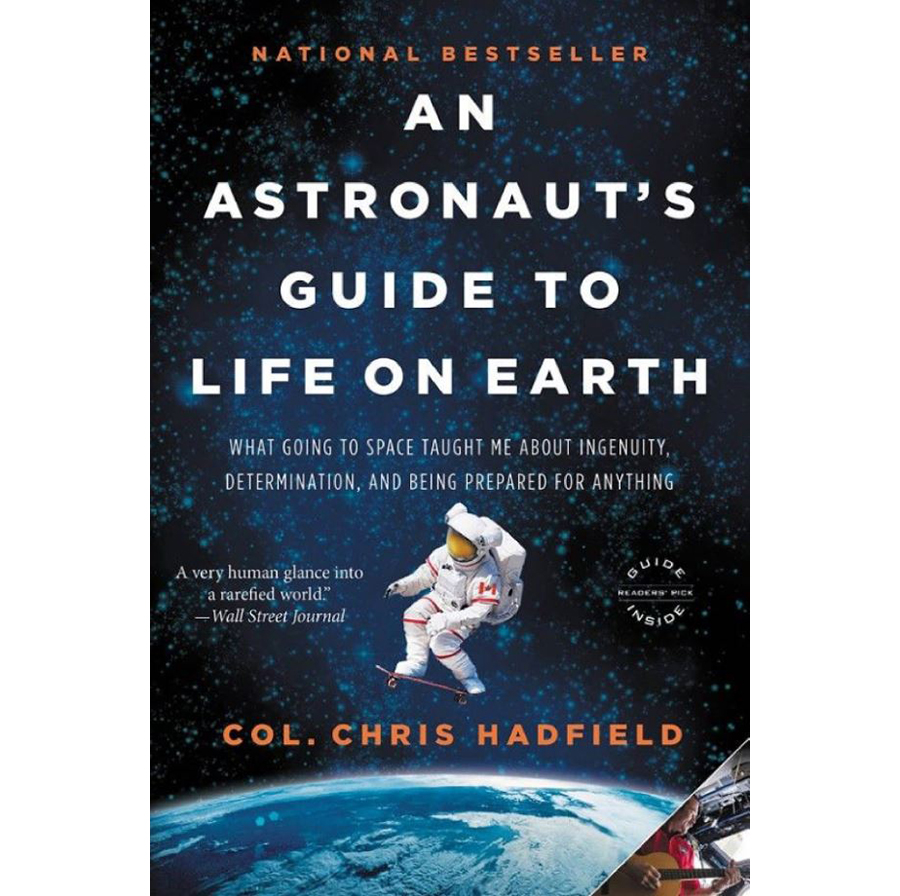 NATIONAL BESTSELLER
AN
ASTRONAUT’S
GUIDE TO
LIFE ON EARTH
WHAT GOING TO SPACE TAUGHT ME ABOUT INGENUITY,
DETERMINATION, AND BEING PREPARED FOR ANYTHING
A very human glance into
a rarefied world.”
—Wall Street Journal
GUIDE
READERS’ PICK
INSIDE
COL. CHRIS HADFIELD